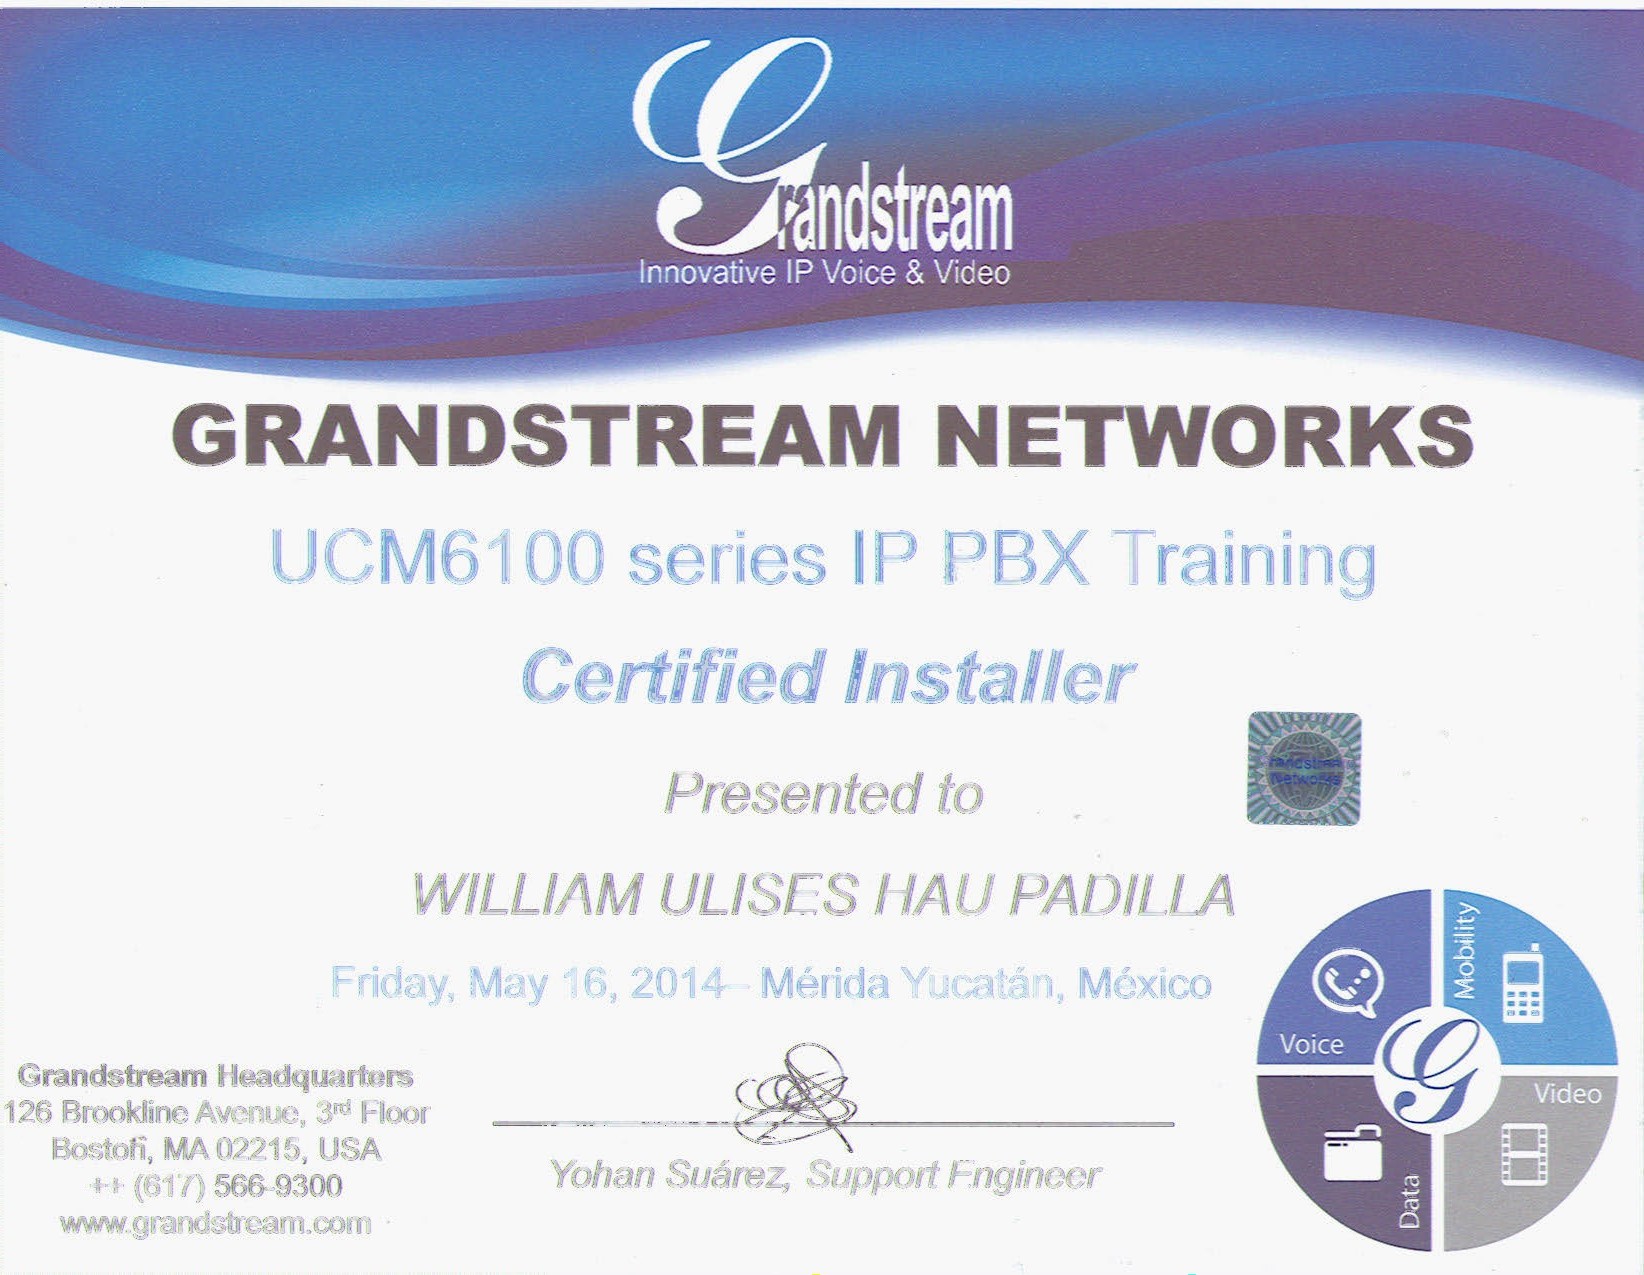 Grandstream
Innovative IP Voice & Video
GRANDSTREAM NETWORKS
UCM6100 series IP PBX Training
Certified Installer
Presented to
Grandstream
Networks
WILLIAM ULISES HAU PADILLA
Friday, May 16, 2014– Mérida Yucatán, México
Grandstream Headquarters
126 Brookline Avenue, 3rd Floor
Boston, MA 02215, USA
++ (617) 566-9300
www.grandstream.com
Yohan Suárez, Support Engineer
Voice
Mobility
G
Data
Video